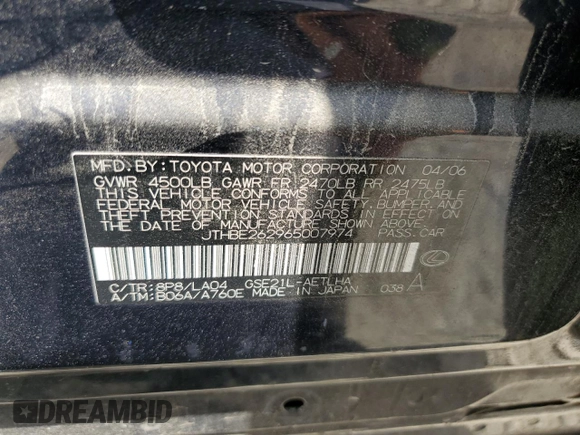 MFD.BY:TOYOTA MOTOR CORPORATION 04/06
GVWR 4500LB GAWR FR 2470LB RR 2475LB
THIS VEHICLE CONFORMS TO ALL APPLICABLE
FEDERAL MOTOR VEHICLE SAFETY,BUMPER,AND
THEFT PREVENTION STANDARDS IN EFFECT ON
THE DATE OF MANUFACTURE SHOWN ABOVE.
JTHBE262965007974 PASS.CAR
C/TR:8P8/LA04 GSE21L-AETLHA
A/TM:B06A/A760E MADE IN JAPAN 038 A
DREAMBID